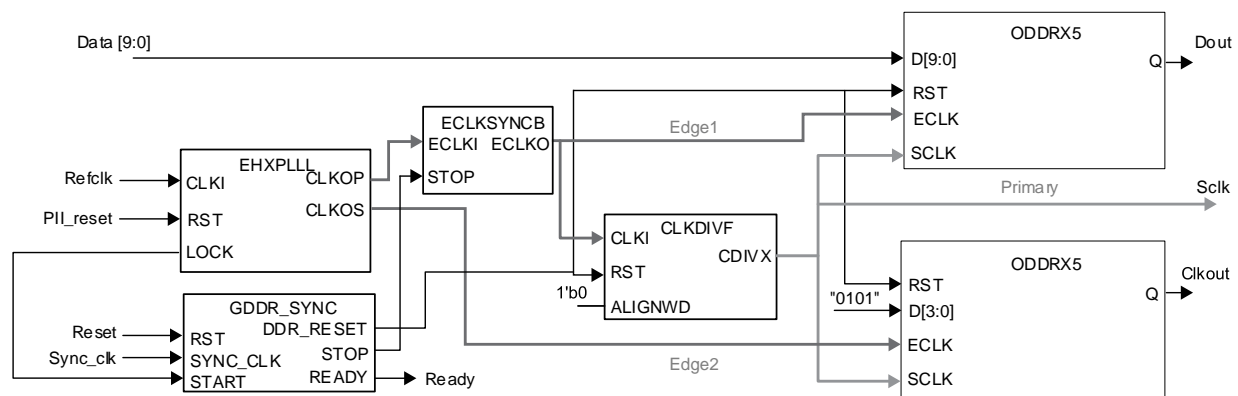 Data [9:0]
ODDRX5
D[9:0]
Q
Dout
RST
ECLK
SCLK
ECLKSYNCB
ECLKI
ECLKO
STOP
Edge1
EHXPLLL
Refclk
CLKI
CLKOP
Pll_reset
RST
CLKOS
LOCK
Primary
Sclk
CLKDIVF
CLKI
CDIVX
RST
1'b0
ALIGNWD
ODDRX5
RST
Q
Clkout
"0101"
D[3:0]
ECLK
SCLK
GDDR_SYNC
Reset
RST
DDR_RESET
Sync_clk
SYNC_CLK
STOP
START
READY
Ready
Edge2